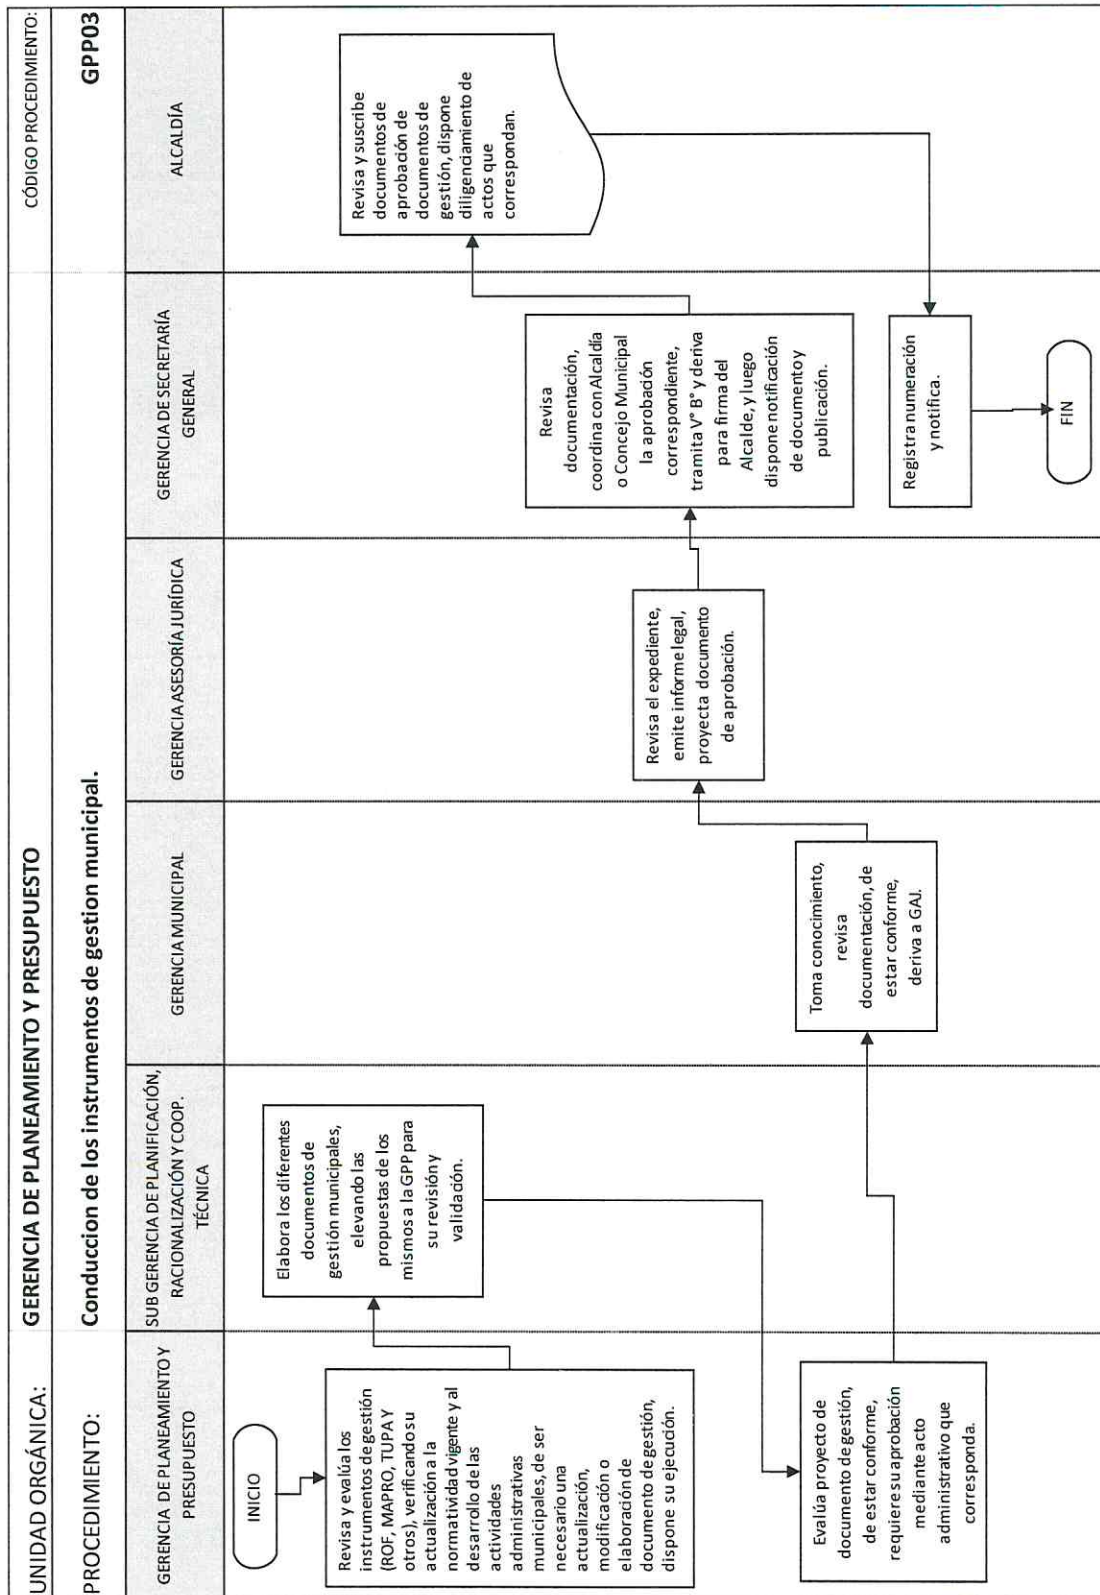 UNIDAD ORGÁNICA:
GERENCIA DE PLANEAMIENTO Y PRESUPUESTO
CÓDIGO PROCEDIMIENTO:
PROCEDIMIENTO:
Conduccion de los instrumentos de gestion municipal.
GPP03
GERENCIA DE PLANEAMIENTO Y
PRESUPUESTO
SUB GERENCIA DE PLANIFICACIÓN,
RACIONALIZACIÓN Y COOP.
TÉCNICA
GERENCIA MUNICIPAL
GERENCIA ASESORÍA JURÍDICA
GERENCIA DE SECRETARÍA
GENERAL
ALCALDÍA
INICIO
Revisa y evalúa los
instrumentos de gestión
(ROF, MAPRO, TUPA Y
otros), verificando su
actualización a la
normatividad vigente y al
desarrollo de las
actividades
administrativas
municipales, de ser
necesario una
actualización,
modificación o
elaboración de
documento de gestión,
dispone su ejecución.
Elabora los diferentes
documentos de
gestión municipales,
elevando las
propuestas de los
mismos a la GPP para
su revisión y
validación.
Evalúa proyecto de
documento de gestión,
de estar conforme,
requiere su aprobación
mediante acto
administrativo que
corresponda.
Toma conocimiento,
revisa
documentación, de
estar conforme,
deriva a GAJ.
Revisa el expediente,
emite informe legal,
proyecta documento
de aprobación.
Revisa
documentación,
coordina con Alcaldía
o Concejo Municipal
la aprobación
correspondiente,
tramita V° B° y deriva
para firma del
Alcalde, y luego
dispone notificación
de documento y
publicación.
Revisa y suscribe
documentos de
aprobación de
documentos de
gestión, dispone
diligenciamiento de
actos que
correspondan.
Registra numeración
y notifica.
FIN